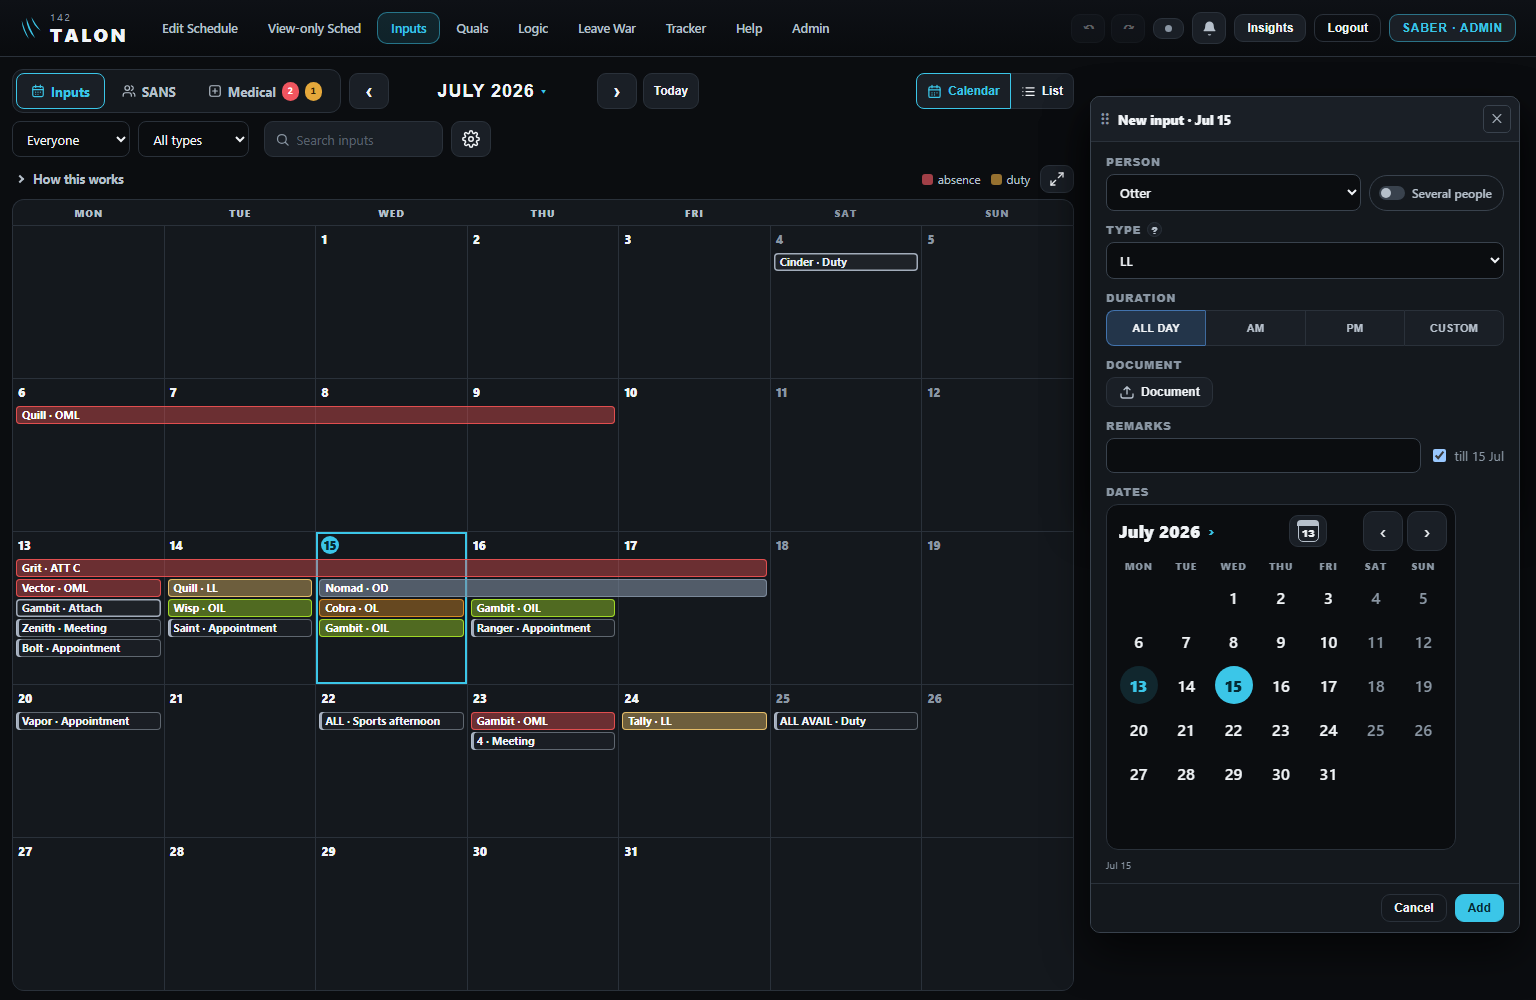 142
TALON
Edit Schedule
View-only Sched
Inputs
Quals
Logic
Leave War
Tracker
Help
Admin
Insights
Logout
SABER · ADMIN
Inputs
SANS
Medical 2 1
JULY 2026
Today
Calendar
List
Everyone
All types
Search inputs
How this works
absence
duty
MON TUE WED THU FRI SAT SUN
1 2 3 4 5
Cinder · Duty
6 7 8 9 10 11 12
Quill · OML
13 14 15 16 17 18 19
Grit · ATT C
Vector · OML
Quill · LL
Nomad · OD
Gambit · Attach
Wisp · OIL
Cobra · OL
Gambit · OIL
Zenith · Meeting
Saint · Appointment
Gambit · OIL
Ranger · Appointment
Bolt · Appointment
20 21 22 23 24 25 26
Vapor · Appointment
ALL · Sports afternoon
Gambit · OML
Tally · LL
ALL AVAIL · Duty
4 · Meeting
27 28 29 30 31
New input · Jul 15
PERSON
Otter
Several people
TYPE ?
LL
DURATION
ALL DAY
AM
PM
CUSTOM
DOCUMENT
Document
REMARKS
till 15 Jul
DATES
July 2026
13
MON TUE WED THU FRI SAT SUN
1 2 3 4 5
6 7 8 9 10 11 12
13 14 15 16 17 18 19
20 21 22 23 24 25 26
27 28 29 30 31
Jul 15
Cancel
Add